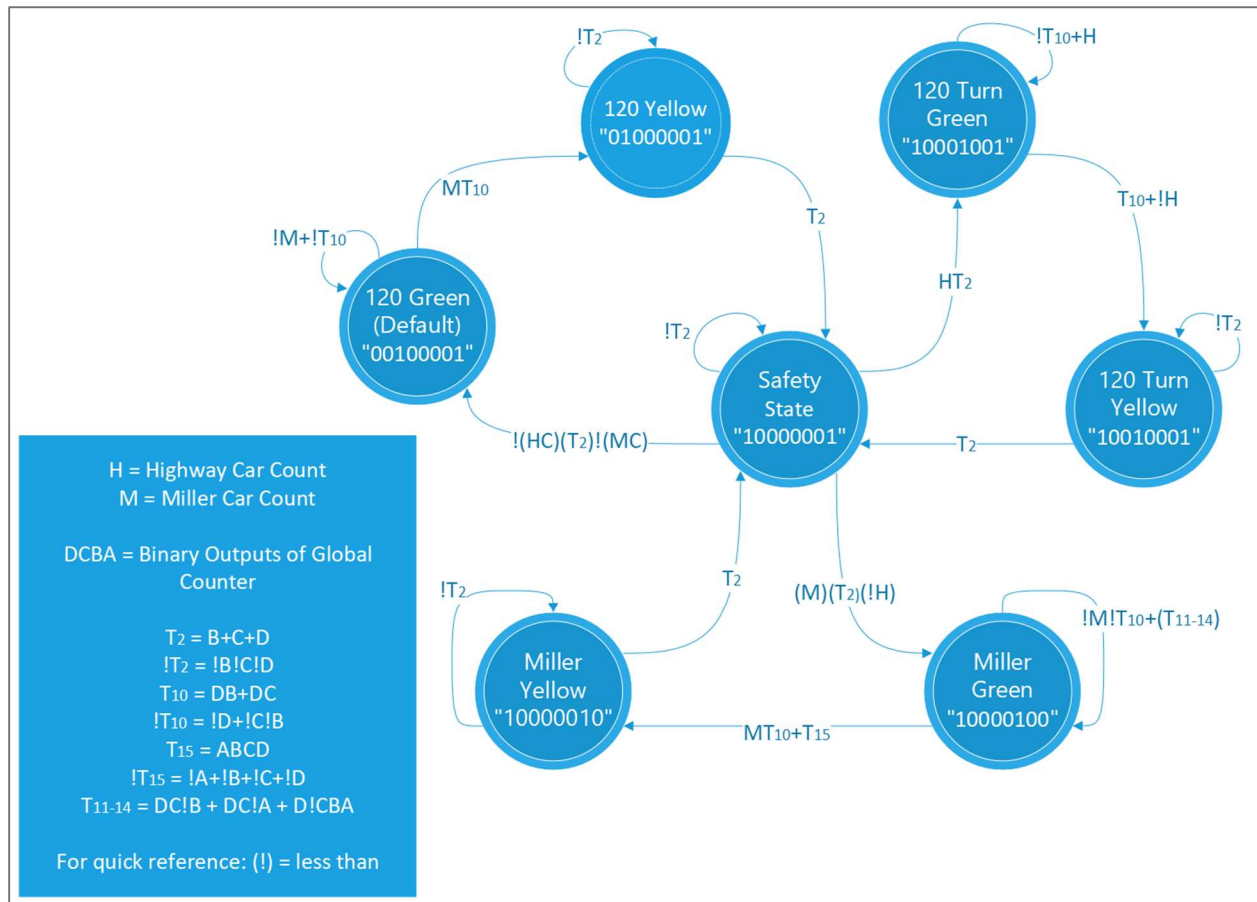 !T2
120 Yellow
"01000001"
!T10+H
120 Turn
Green
"10001001"
MT10
T2
T10+!H
!M+!T10
120 Green
(Default)
"00100001"
HT2
!T2
Safety
State
"10000001"
!T2
120 Turn
Yellow
"10010001"
!(HC)(T2)!(MC)
T2
H = Highway Car Count
M = Miller Car Count
DCBA = Binary Outputs of Global
Counter
T2 = B+C+D
!T2 = !B!C!D
T10 = DB+DC
!T10 = !D+!C!B
T15 = ABCD
!T15 = !A+!B+!C+!D
T11-14 = DC!B + DC!A + D!CBA
For quick reference: (!) = less than
!T2
T2
(M)(T2)(!H)
!M!T10+(T11-14)
Miller
Yellow
"10000010"
MT10+T15
Miller
Green
"10000100"